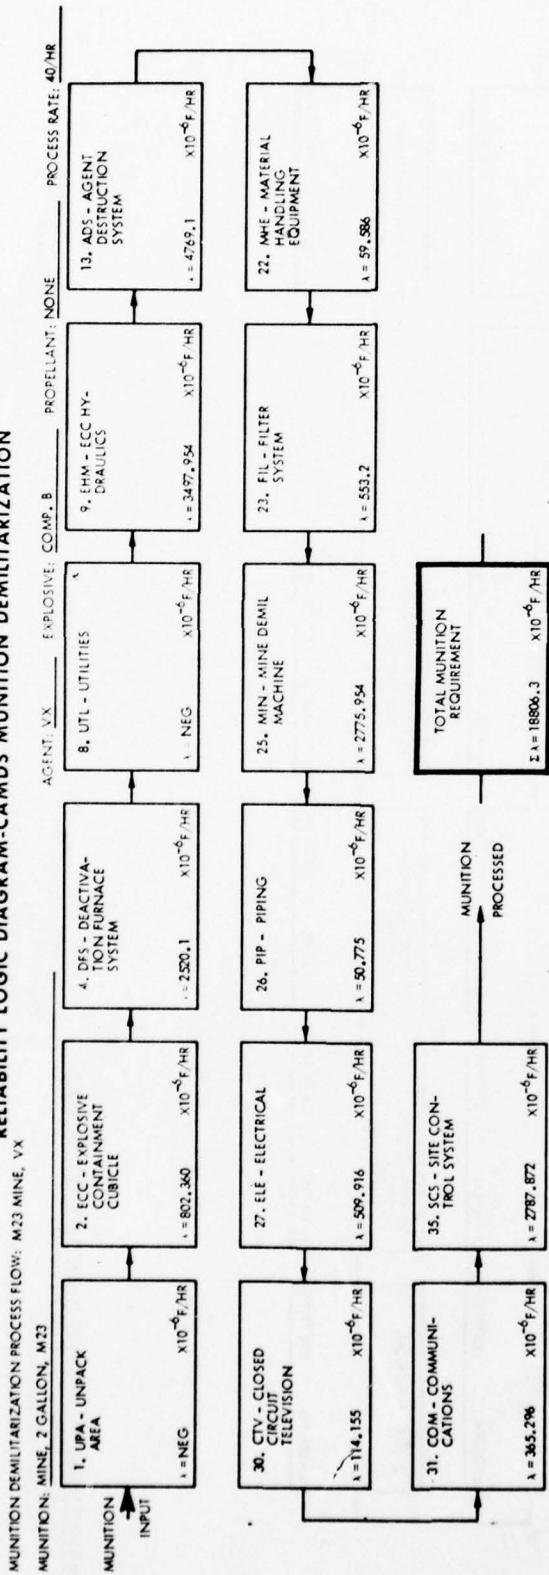 RELIABILITY LOGIC DIAGRAM-CAMDS MUNITION DEMILITARIZATION
MUNITION DEMILITARIZATION PROCESS FLOW: M23 MINE, VX
MUNITION: MINE, 2 GALLON, M23
AGENT: VX
EXPLOSIVE: COMP. B
PROPELLANT: NONE
PROCESS RATE: 40/HR
MUNITION
INPUT
1. UPA - UNPACK
AREA
λ = NEG X10⁻⁶F/HR
2. ECC - EXPLOSIVE
CONTAINMENT
CUBICLE
λ = 802.360 X10⁻⁶F/HR
4. DFS - DEACTIVA-
TION FURNACE
SYSTEM
λ = 2520.1 X10⁻⁶F/HR
8. UTL - UTILITIES
λ = NEG X10⁻⁶F/HR
9. EHM - ECC HY-
DRAULICS
λ = 3497.954 X10⁻⁶F/HR
13. ADS - AGENT
DESTRUCTION
SYSTEM
λ = 4769.1 X10⁻⁶F/HR
22. MHE - MATERIAL
HANDLING
EQUIPMENT
λ = 59.586 X10⁻⁶F/HR
23. FIL - FILTER
SYSTEM
λ = 553.2 X10⁻⁶F/HR
25. MIN - MINE DEMIL
MACHINE
λ = 2775.954 X10⁻⁶F/HR
26. PIP - PIPING
λ = 50.775 X10⁻⁶F/HR
27. ELE - ELECTRICAL
λ = 509.916 X10⁻⁶F/HR
30. CTV - CLOSED
CIRCUIT
TELEVISION
λ = 114.155 X10⁻⁶F/HR
31. COM - COMMUNI-
CATIONS
λ = 365.296 X10⁻⁶F/HR
35. SCS - SITE CON-
TROL SYSTEM
λ = 2787.872 X10⁻⁶F/HR
MUNITION
PROCESSED
TOTAL MUNITION
REQUIREMENT
Σ λ = 18806.3 X10⁻⁶F/HR